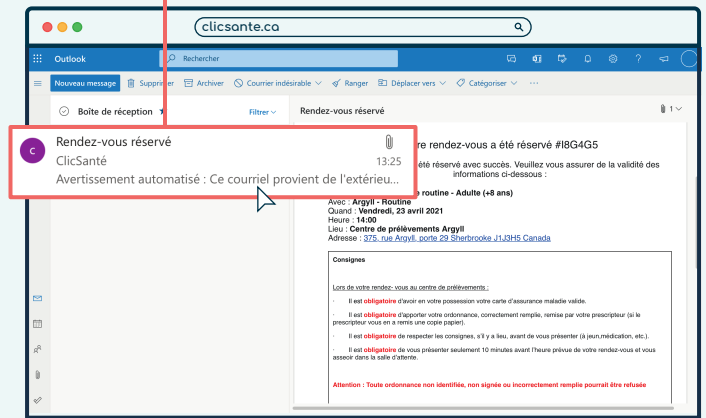 clicsante.ca
Outlook
Rechercher
Nouveau message Supprimer Archiver Courrier indésirable Ranger Déplacer vers Catégoriser ...
Boîte de réception Filtrer
Rendez-vous réservé 1
C
Rendez-vous réservé
ClicSanté 13:25
Avertissement automatisé : Ce courriel provient de l'extérieu...
re rendez-vous a été réservé #I8G4G5
été réservé avec succès. Veuillez vous assurer de la validité des
informations ci-dessous :
routine - Adulte (+8 ans)
Avec : Argyll - Routine
Quand : Vendredi, 23 avril 2021
Heure : 14:00
Lieu : Centre de prélèvements Argyll
Adresse : 375, rue Argyll, porte 29 Sherbrooke J1J3H5 Canada
Consignes
Lors de votre rendez- vous au centre de prélèvements :
· Il est obligatoire d'avoir en votre possession votre carte d'assurance maladie valide.
· Il est obligatoire d'apporter votre ordonnance, correctement remplie, remise par votre prescripteur (si le
prescripteur vous en a remis une copie papier).
· Il est obligatoire de respecter les consignes, s'il y a lieu, avant de vous présenter (à jeun,médication, etc.).
· Il est obligatoire de vous présenter seulement 10 minutes avant l'heure prévue de votre rendez-vous et vous
asseoir dans la salle d'attente.
Attention : Toute ordonnance non identifiée, non signée ou incorrectement remplie pourrait être refusée